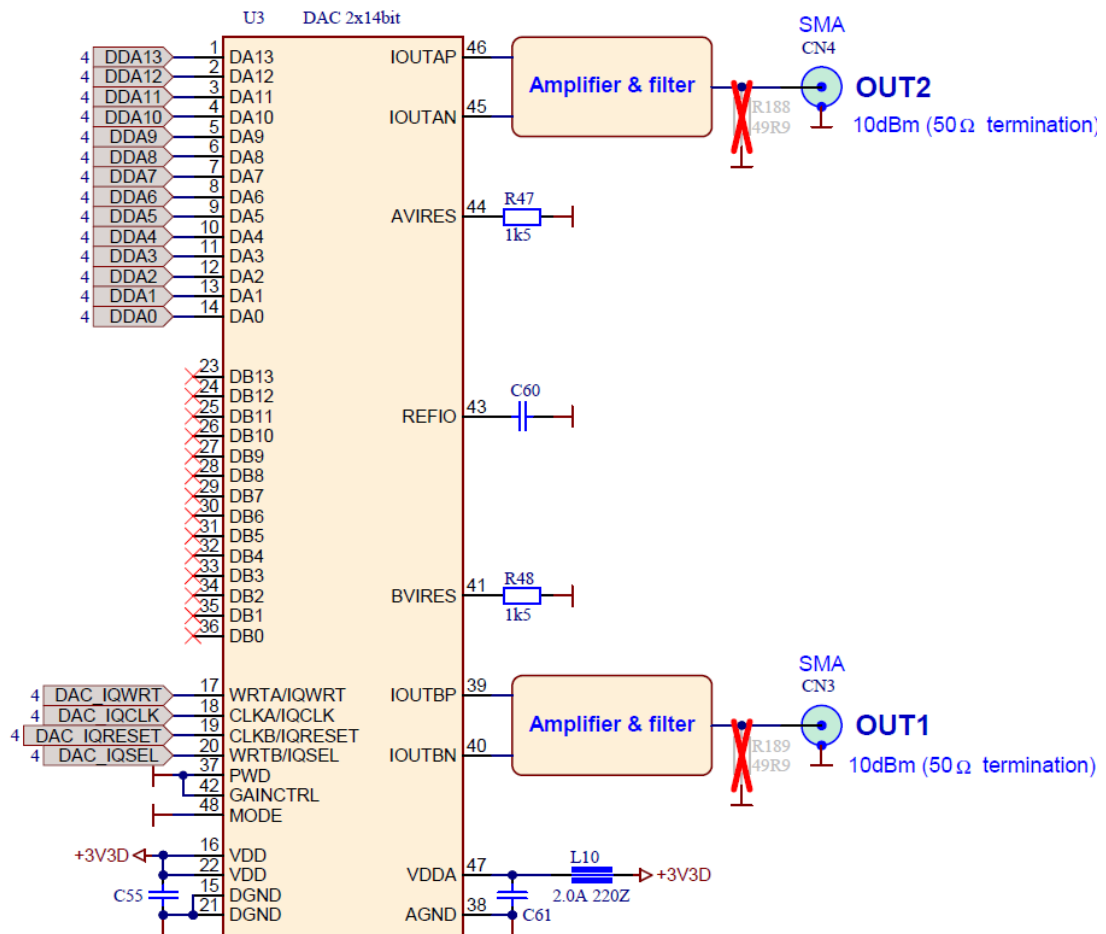 U3 DAC 2x14bit
4 DDA13 1 DA13
4 DDA12 2 DA12
4 DDA11 3 DA11
4 DDA10 4 DA10
4 DDA9 5 DA9
4 DDA8 6 DA8
4 DDA7 7 DA7
4 DDA6 8 DA6
4 DDA5 9 DA5
4 DDA4 10 DA4
4 DDA3 11 DA3
4 DDA2 12 DA2
4 DDA1 13 DA1
4 DDA0 14 DA0
23 DB13
24 DB12
25 DB11
26 DB10
27 DB9
28 DB8
29 DB7
30 DB6
31 DB5
32 DB4
33 DB3
34 DB2
35 DB1
36 DB0
4 DAC_IQWRT 17 WRTA/IQWRT
4 DAC_IQCLK 18 CLKA/IQCLK
4 DAC_IQRESET 19 CLKB/IQRESET
4 DAC_IQSEL 20 WRTB/IQSEL
37 PWD
42 GAINCTRL
48 MODE
+3V3D 16 VDD
22 VDD
C55 15 DGND
21 DGND
IOUTAP 46
IOUTAN 45
Amplifier & filter
R188
49R9
SMA
CN4
OUT2
10dBm (50Ω termination)
AVIRES 44 R47
1k5
REFIO 43 C60
BVIRES 41 R48
1k5
IOUTBP 39
IOUTBN 40
Amplifier & filter
R189
49R9
SMA
CN3
OUT1
10dBm (50Ω termination)
VDDA 47 L10 +3V3D
2.0A 220Z
AGND 38 C61